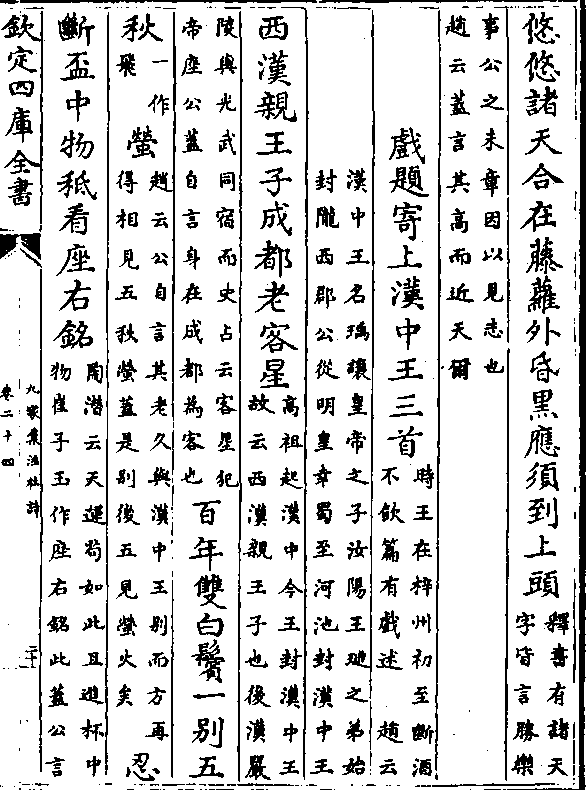 悠悠諸天合在藤蘿外昏黒應須到上頭釋書有諸天字皆言勝樂
事公之末章因以見志也趙云蓋言其高而近天爾
戲題寄上漢中王三首時王在梓州初至斷酒不飲篇有戲述趙云
漢中王名瑀讓皇帝之子汝陽王璡之弟始封隴西郡公從明皇幸蜀至河池封漢中王
西漢親王子成都老客星高祖起漢中今王封漢中王故云西漢親王子也後漢嚴
陵與光武同宿而史占云客星犯帝座公蓋自言身在成都為客也百年雙白鬢一别五
秋一作飛螢趙云公自言其老久與漢中王别而方再得相見五秋螢蓋是别後五見螢火矣忍
斷盃中物秪看座右銘陶潛云天運茍如此且進杯中物崔子玉作座右銘此蓋公言
欽定四庫全書
九家集注杜詩
卷二十四
二十